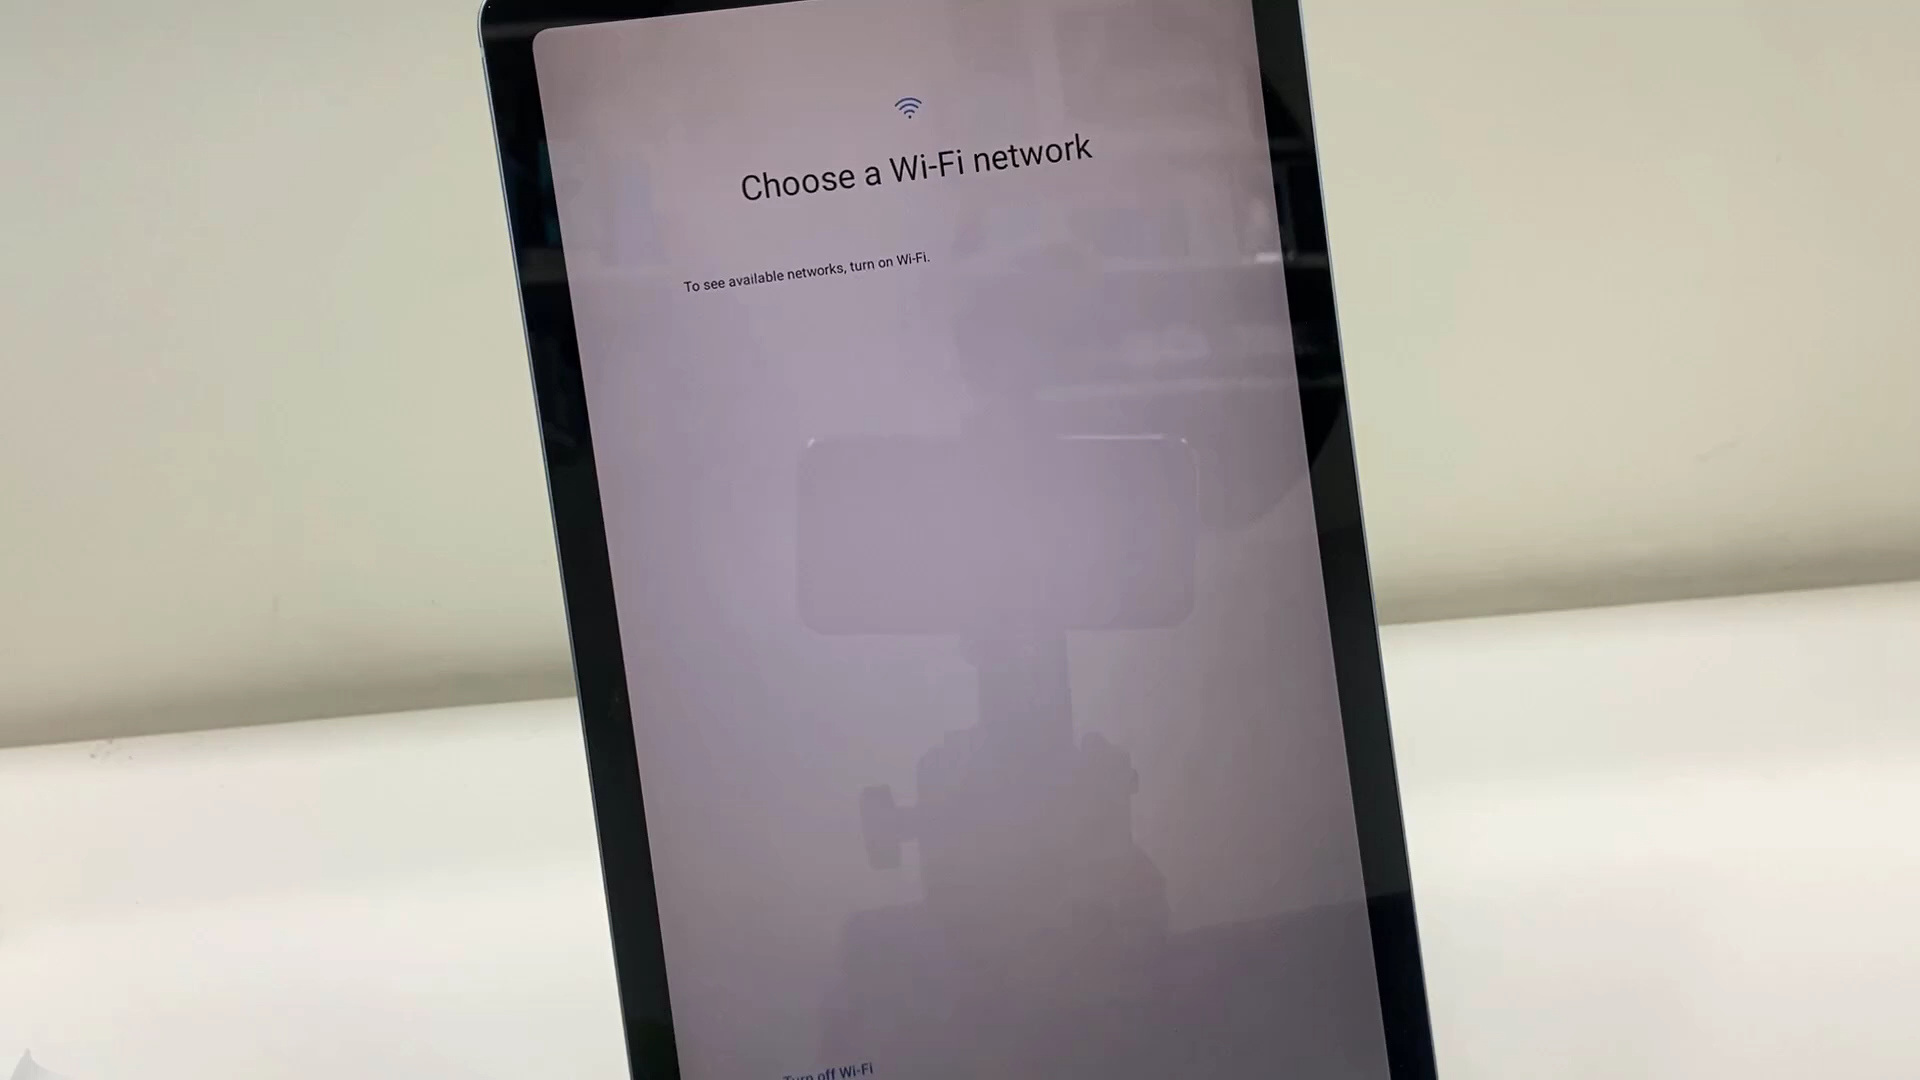 Choose a Wi-Fi network
To see available networks, turn on Wi-Fi.
Turn off Wi-Fi